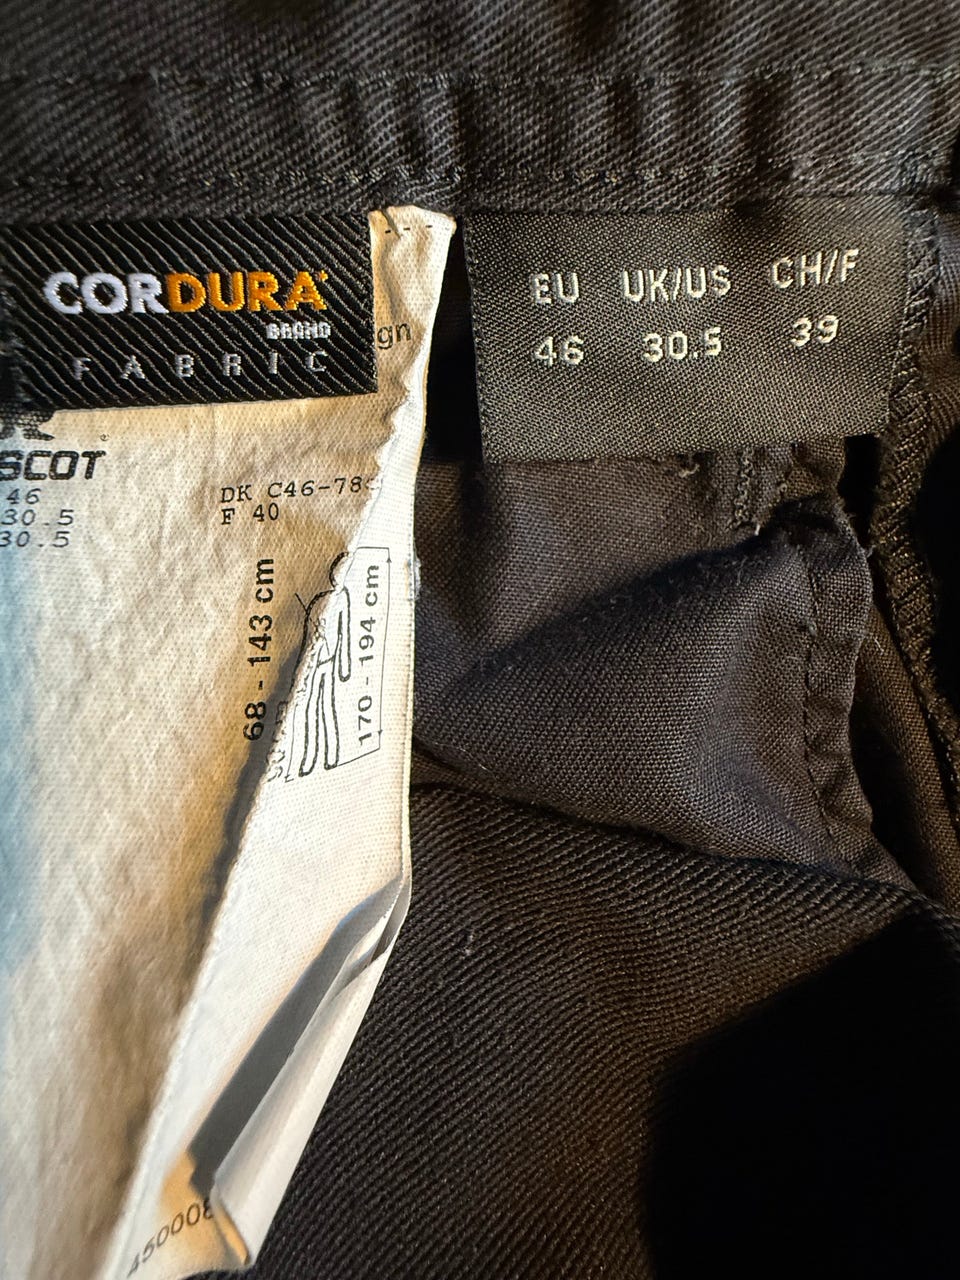 CORDURA
BRAND
FABRIC
gn
SCOT
46
30.5
30.5
DK C46-78
F 40
68 - 143 cm
170 - 194 cm
EU UK/US CH/F
46 30.5 39